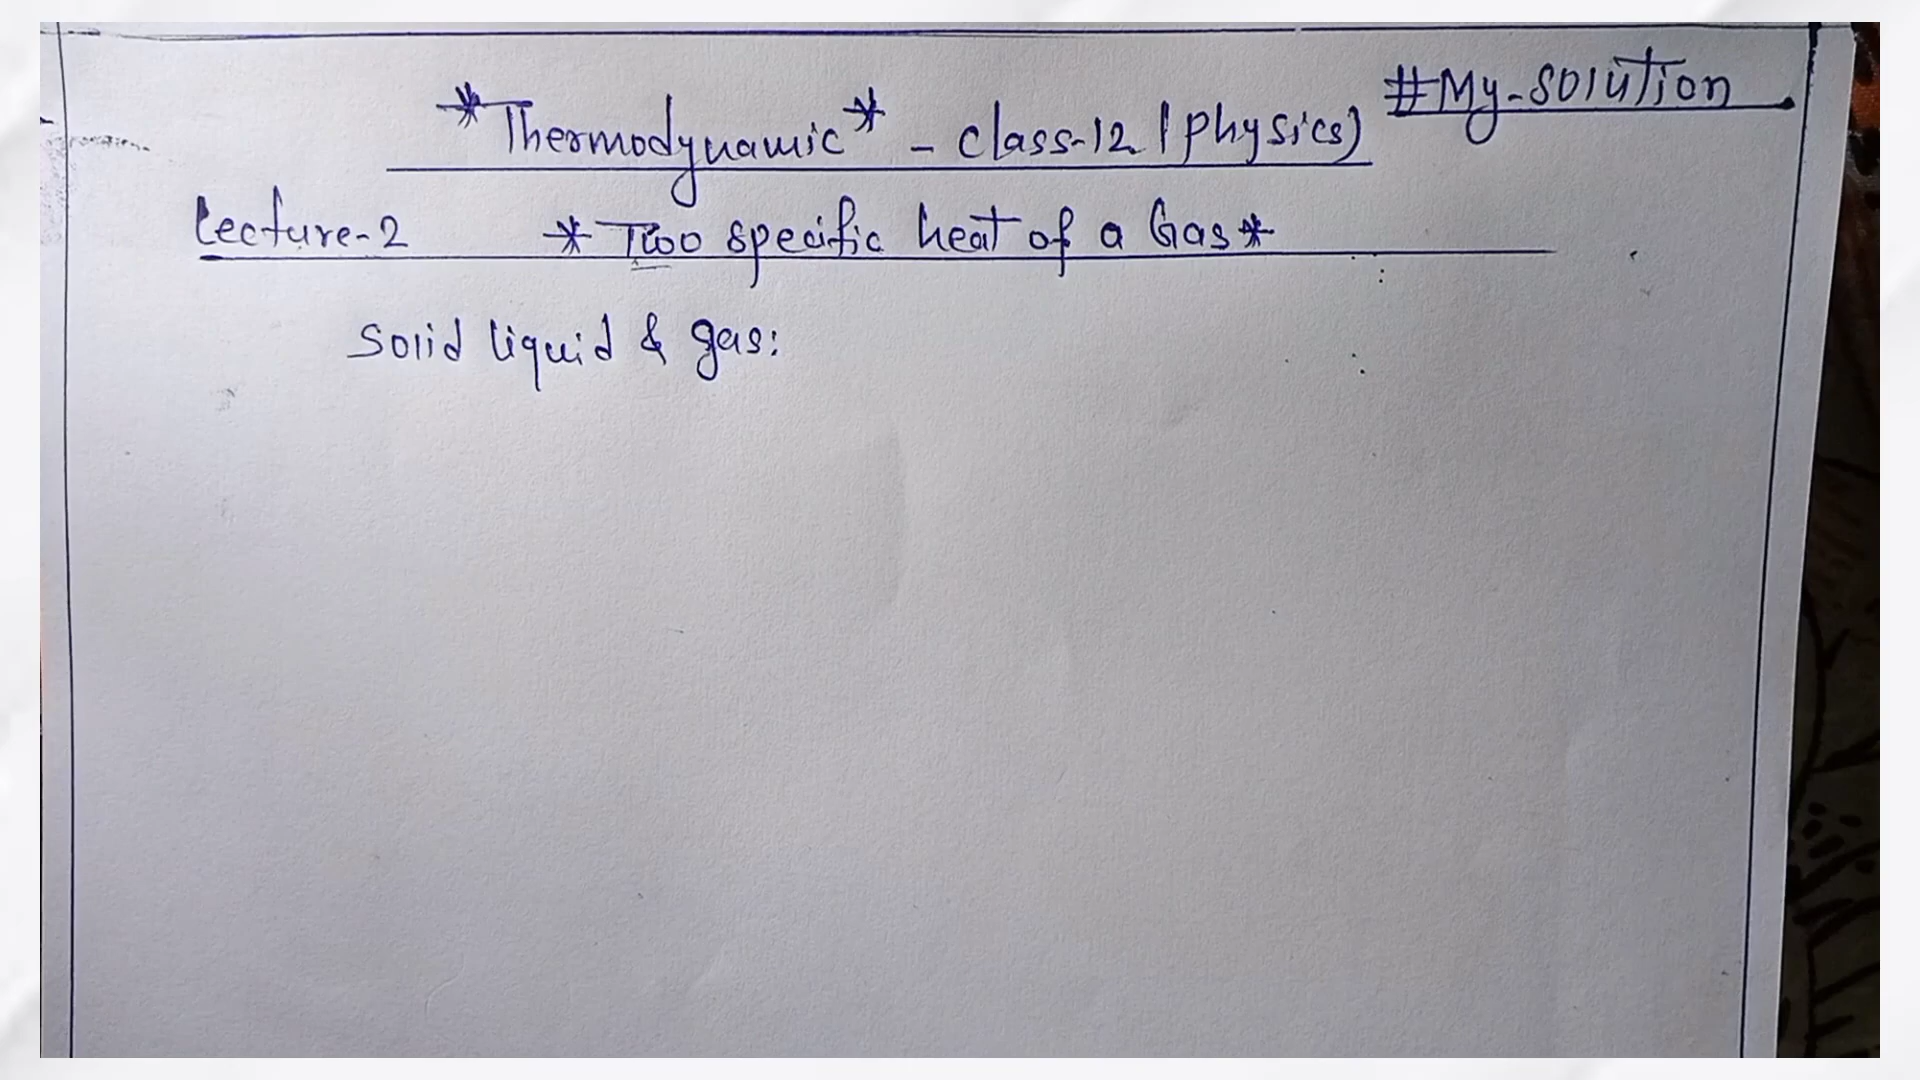 #My-Solution
*Thermodynamic* - class-12 (physics)
Lecture-2 *Two specific heat of a Gas*
Solid liquid & gas: